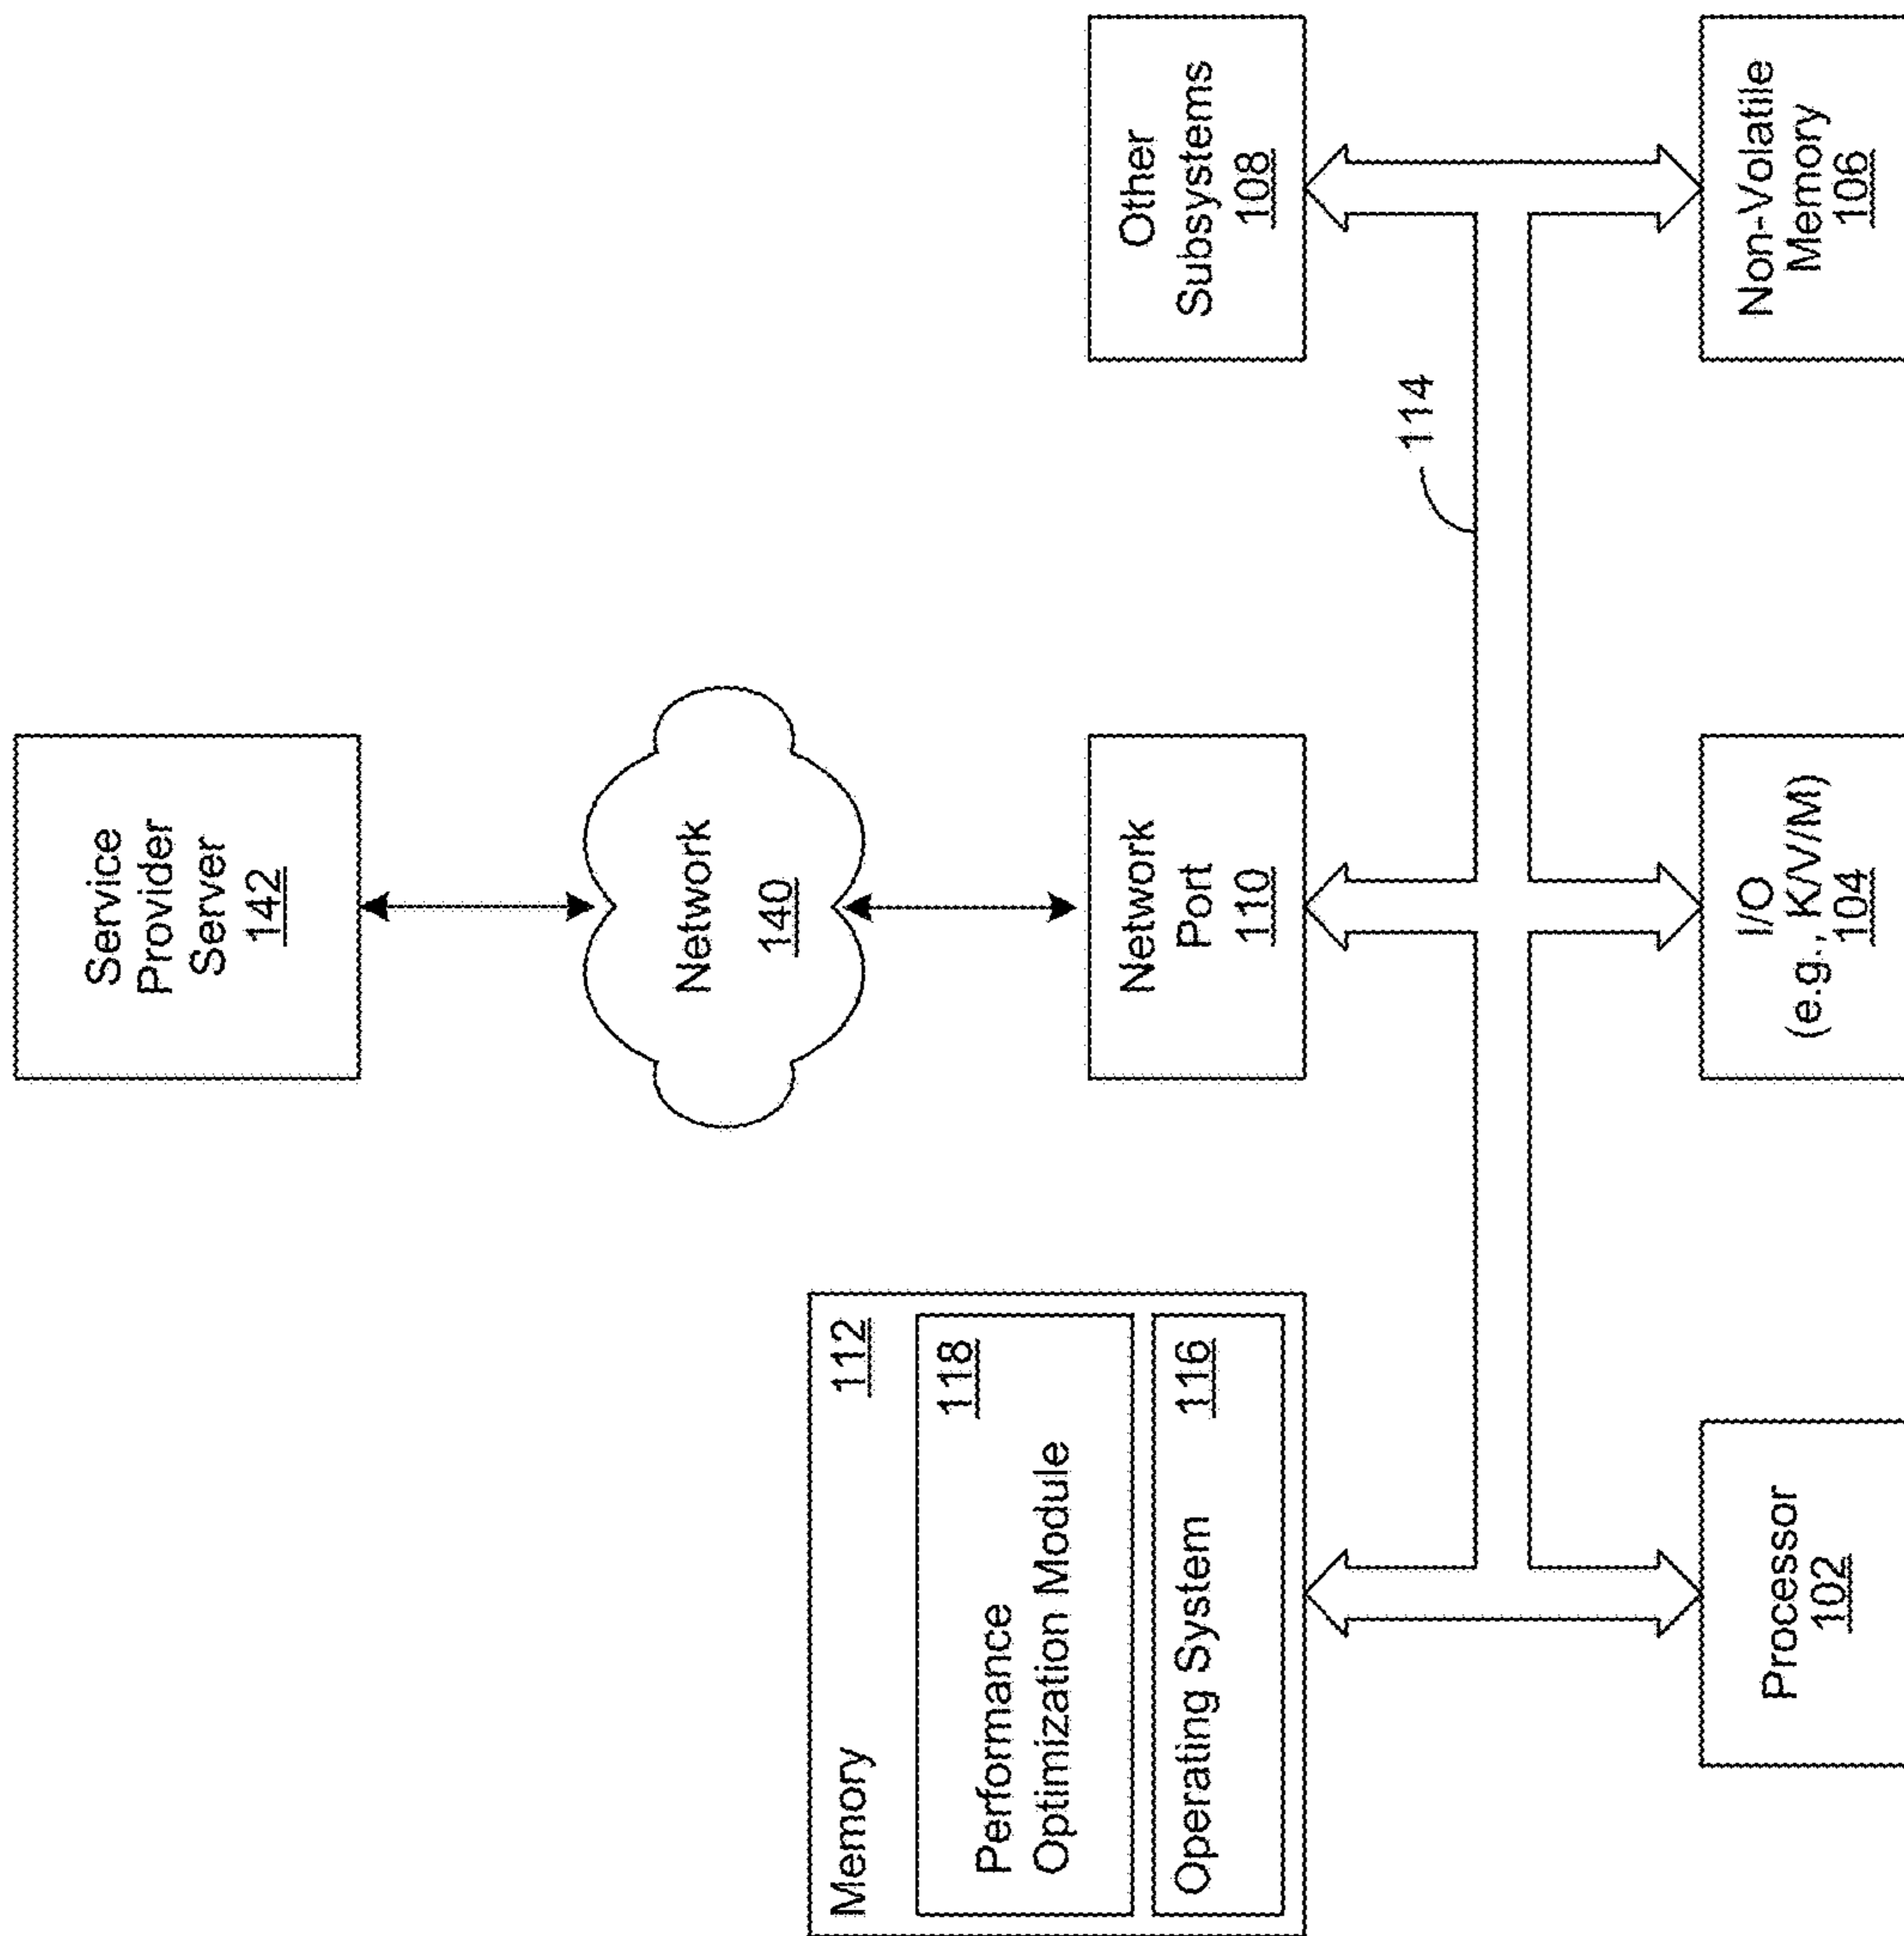 Service
Provider
Server
142
Network
140
Memory 112
Performance 118
Optimization Module
Operating System 116
Network
Port
110
Other
Subsystems
108
114
Processor
102
I/O
(e.g., K/V/M)
104
Non-Volatile
Memory
106